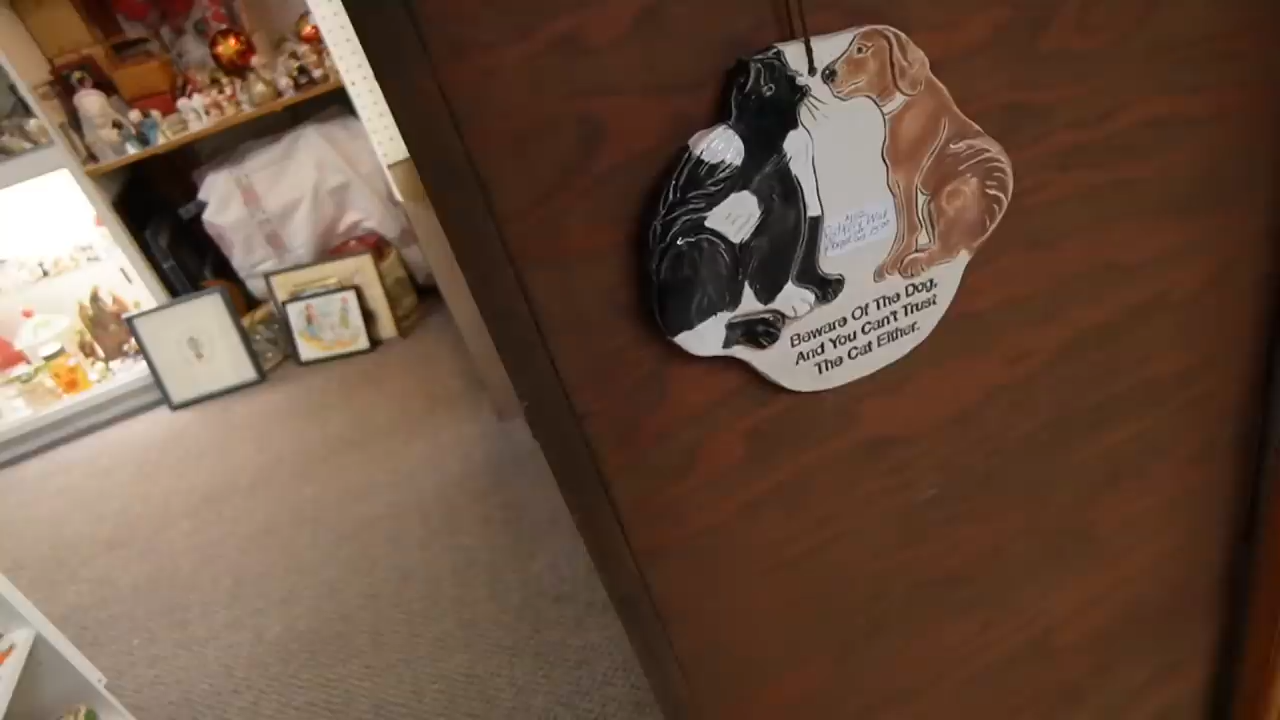 Beware Of The Dog,
And You Can't Trust
The Cat Either.